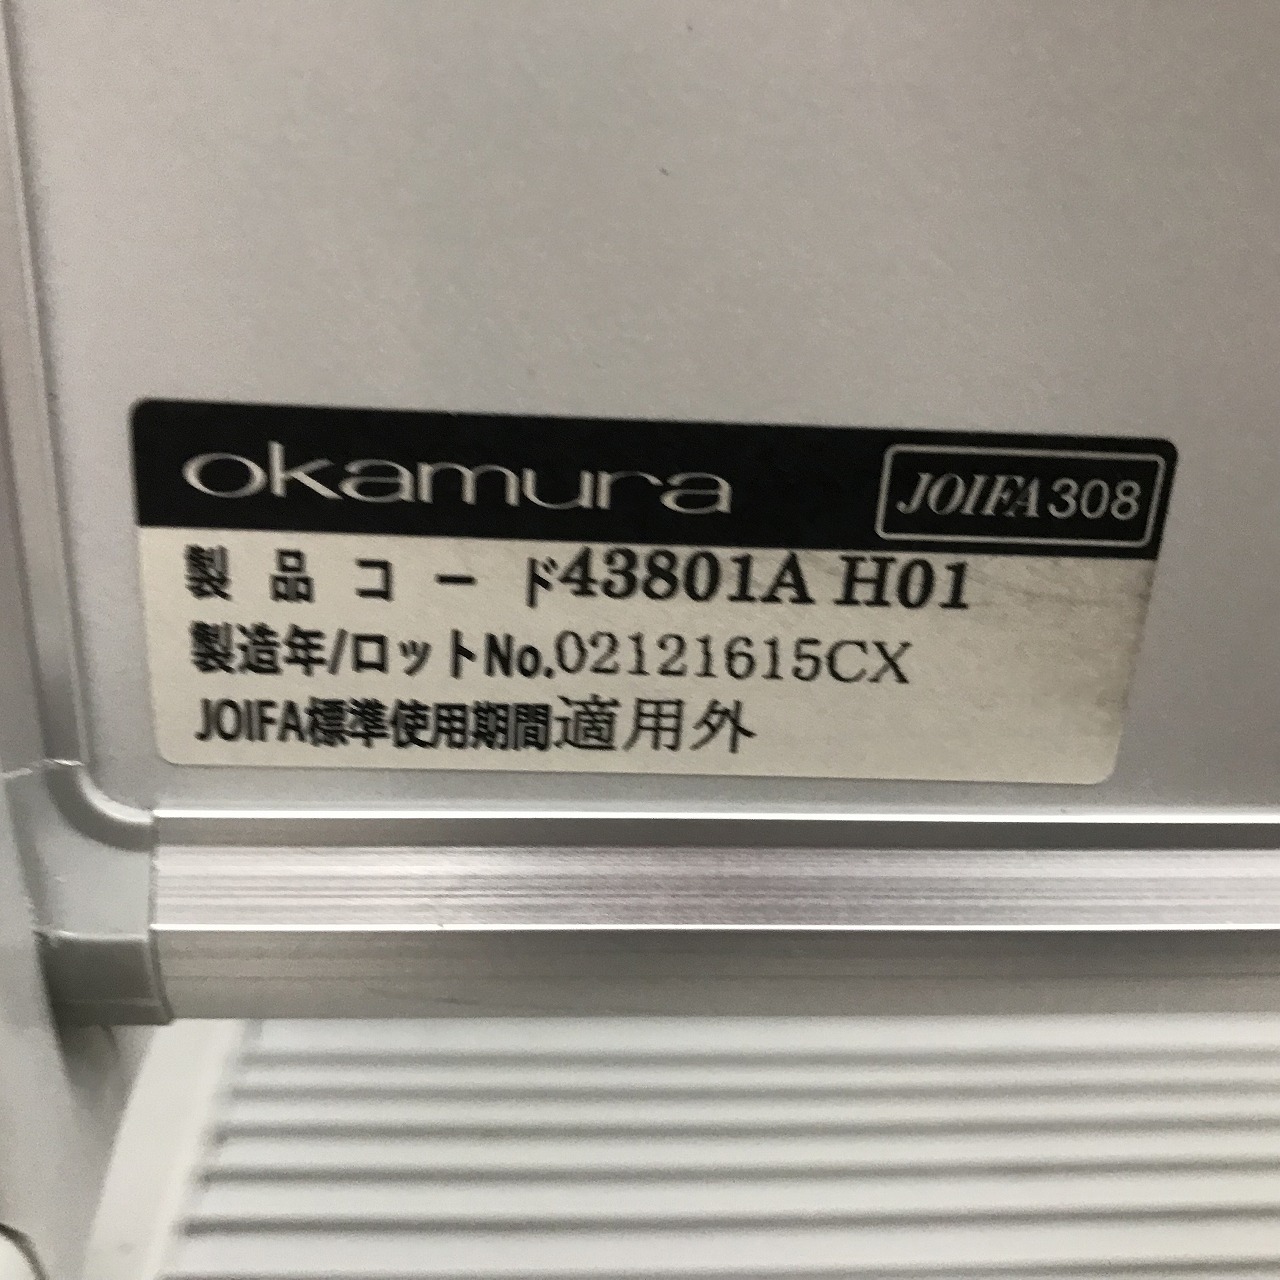 okamura JOIFA308
製品コード43801A H01
製造年/ロットNo.02121615CX
JOIFA標準使用期間適用外